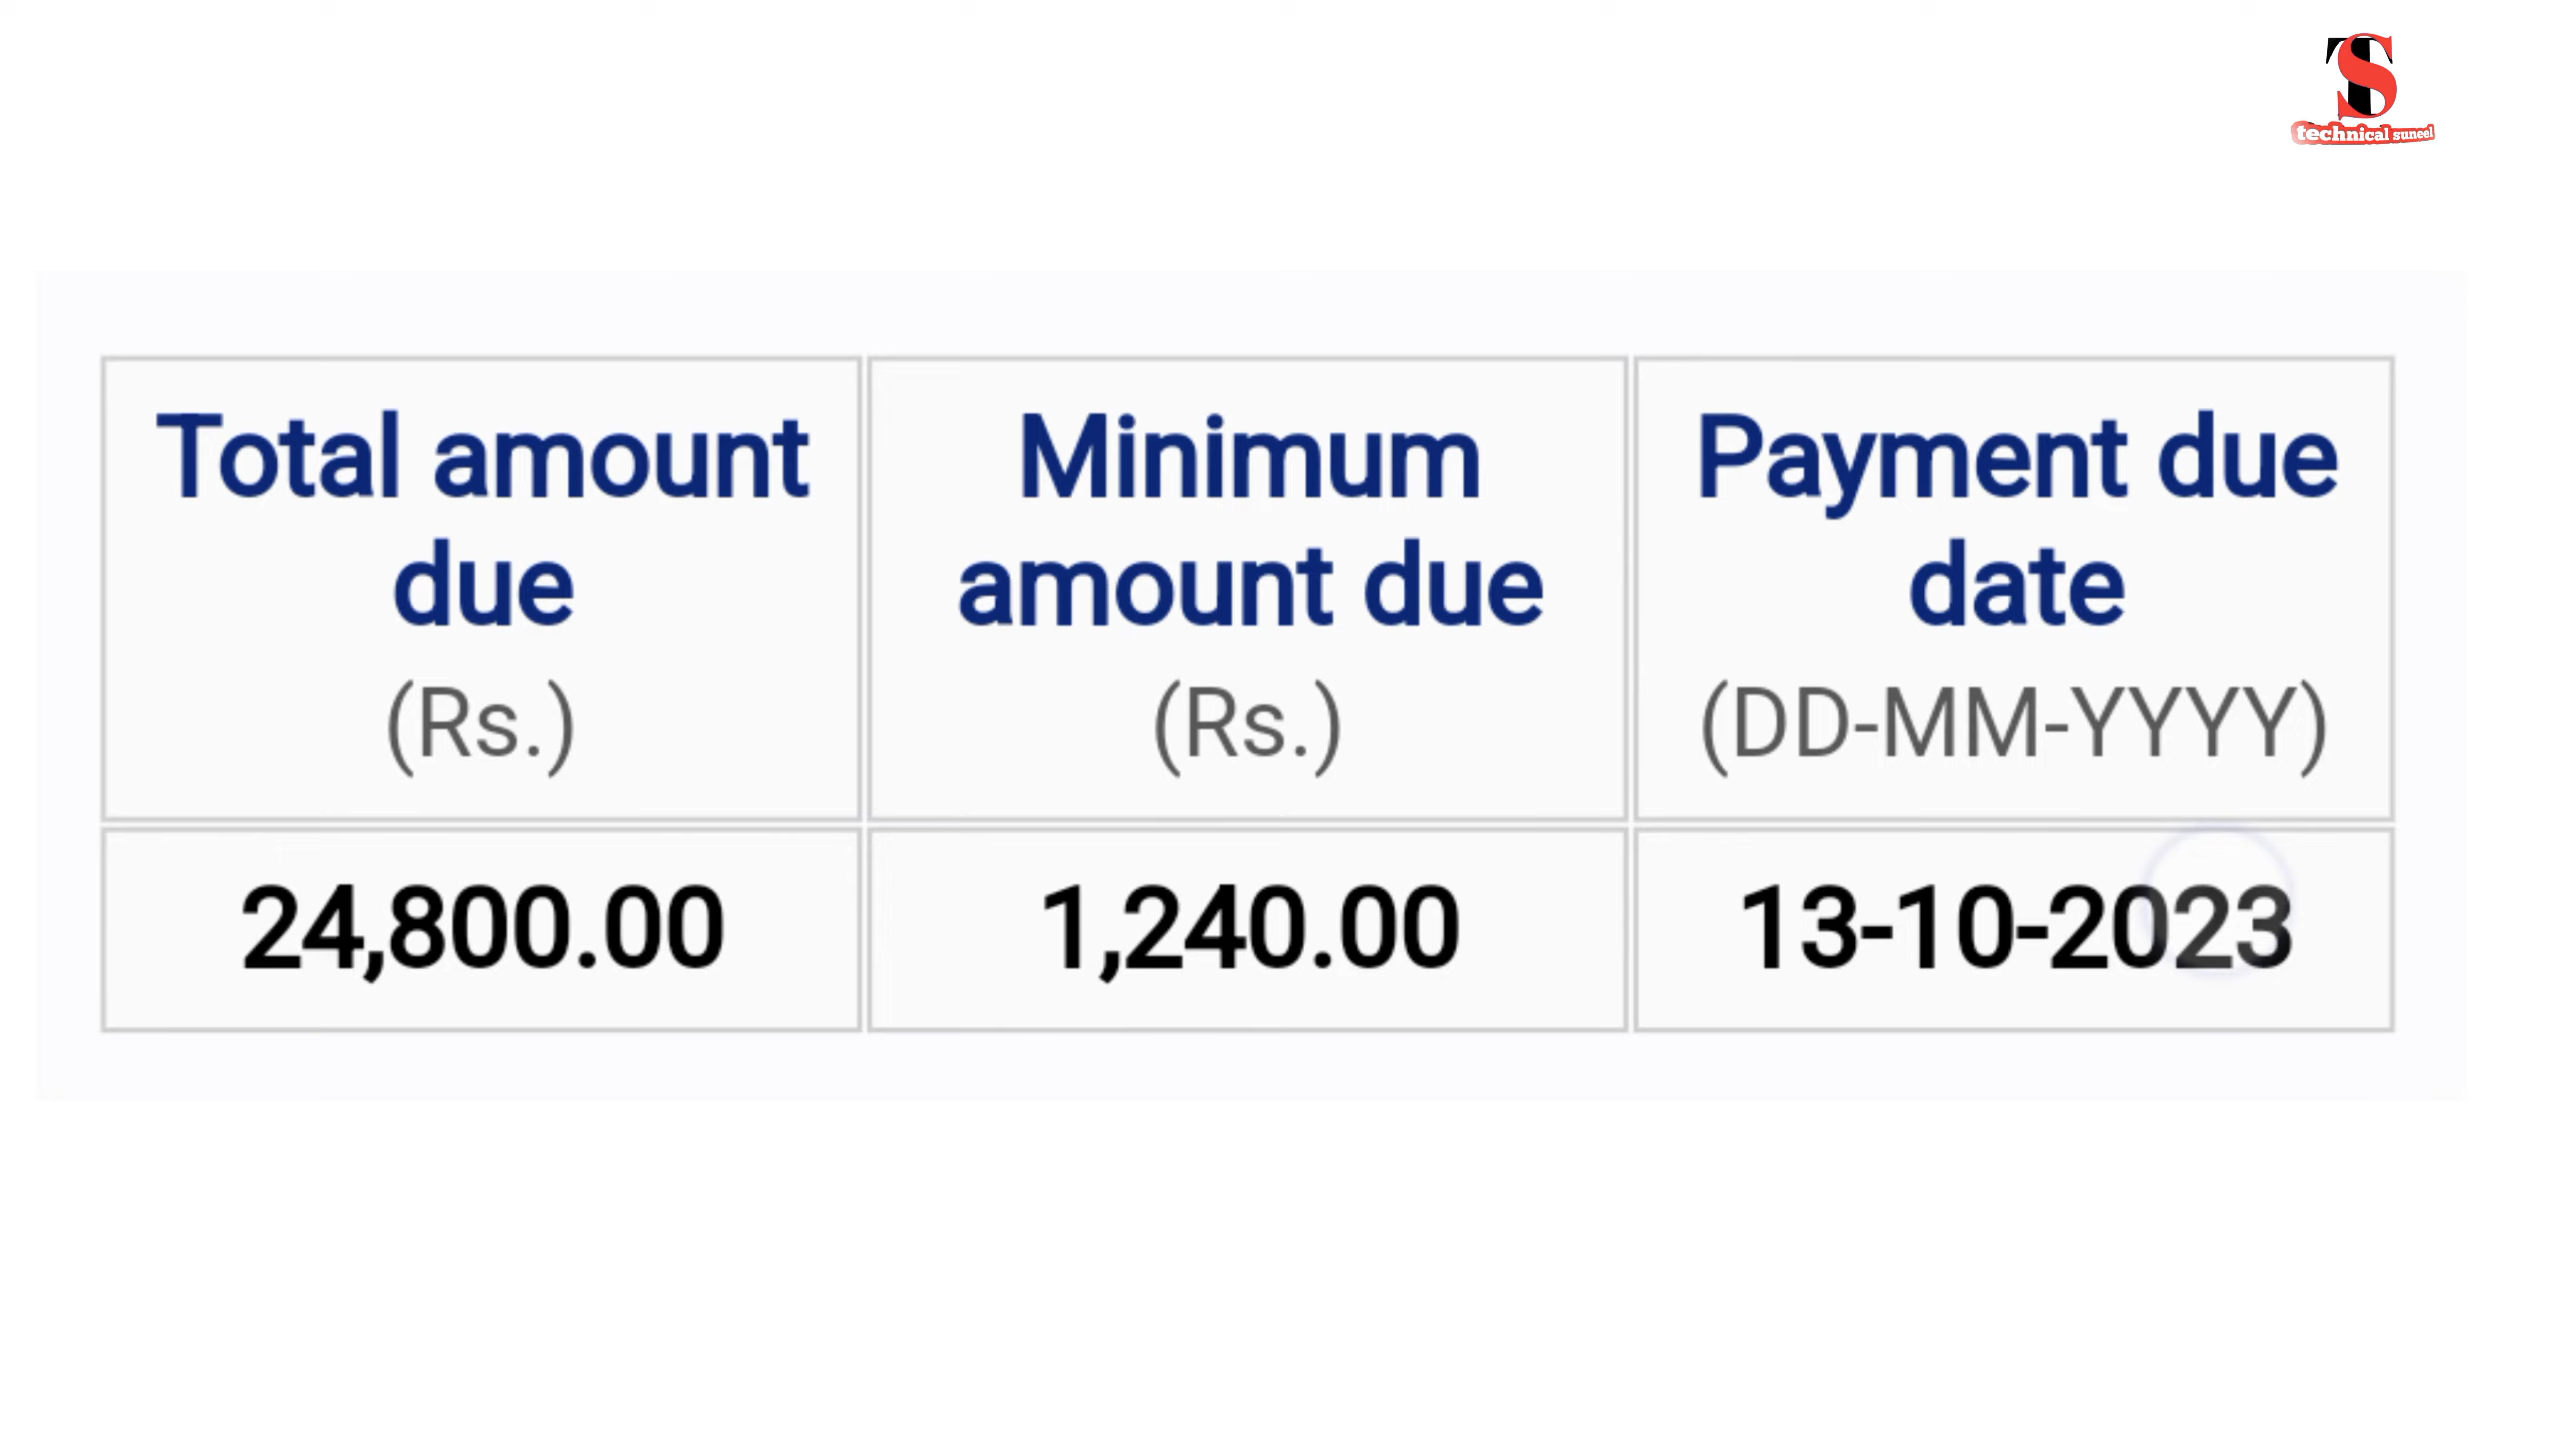 TS
technical suneel
Total amount
due
(Rs.)
Minimum
amount due
(Rs.)
Payment due
date
(DD-MM-YYYY)
24,800.00
1,240.00
13-10-2023